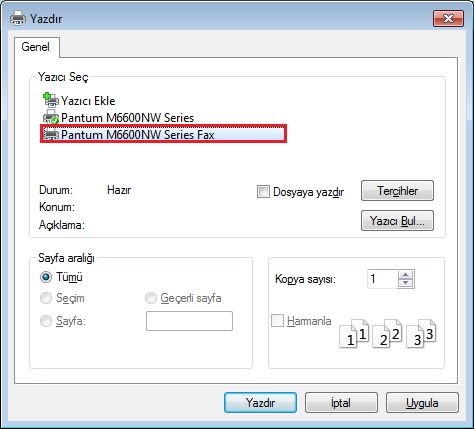 Yazdır
Genel
Yazıcı Seç
Yazıcı Ekle
Pantum M6600NW Series
Pantum M6600NW Series Fax
Durum: Hazır
Konum:
Açıklama:
Dosyaya yazdır
Tercihler
Yazıcı Bul...
Sayfa aralığı
Tümü
Seçim
Geçerli sayfa
Sayfa:
Kopya sayısı: 1
Harmanla
1 1 2 2 3 3
Yazdır
İptal
Uygula